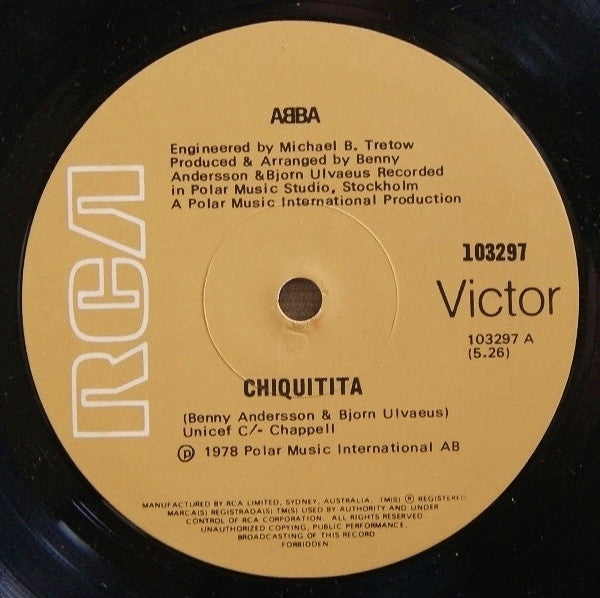 ABBA
Engineered by Michael B. Tretow
Produced & Arranged by Benny
Andersson &Bjorn Ulvaeus Recorded
in Polar Music Studio, Stockholm
A Polar Music International Production
RCA
103297
Victor
103297 A
(5.26)
CHIQUITITA
(Benny Andersson & Bjorn Ulvaeus)
Unicef C/- Chappell
℗ 1978 Polar Music International AB
MANUFACTURED BY RCA LIMITED, SYDNEY, AUSTRALIA. TM(S) ® REGISTERED
MARCA(S) REGISTRADA(S) TM(S) USED BY AUTHORITY AND UNDER
CONTROL OF RCA CORPORATION. ALL RIGHTS RESERVED
UNAUTHORIZED COPYING, PUBLIC PERFORMANCE,
BROADCASTING OF THIS RECORD
FORBIDDEN